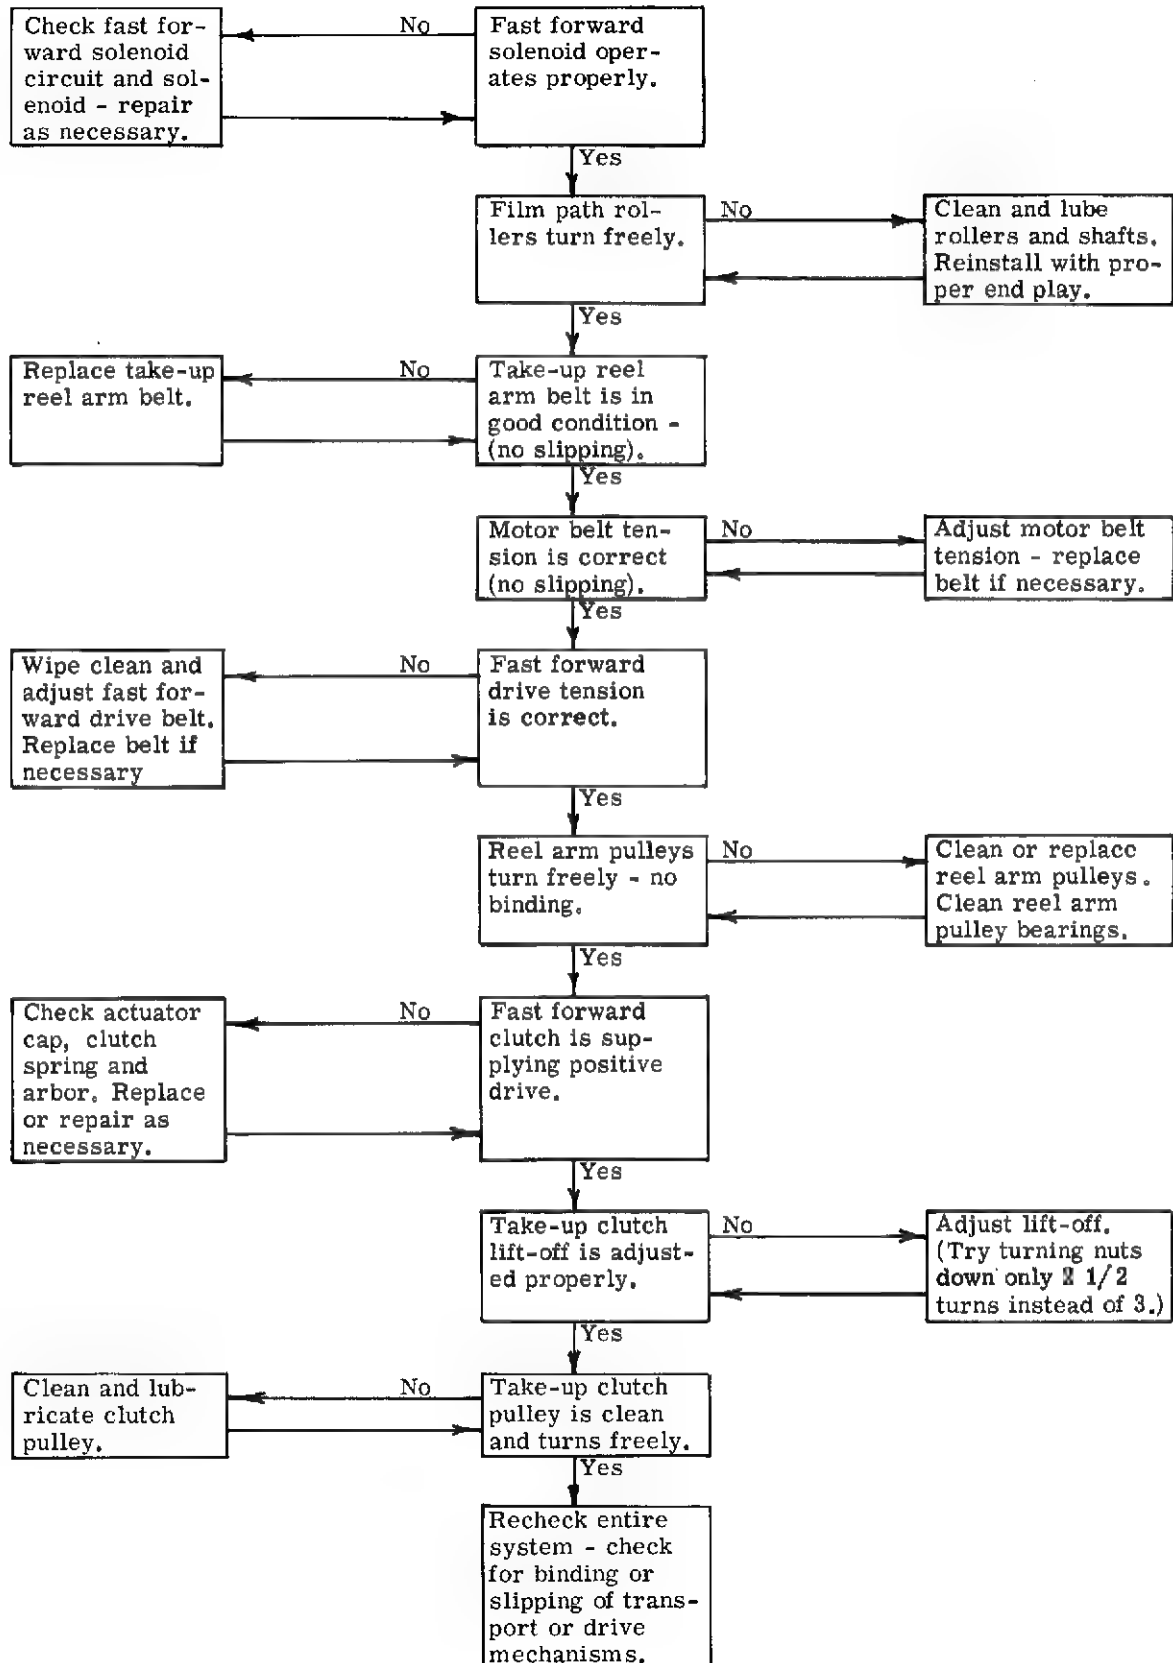 Check fast for-
ward solenoid
circuit and sol-
enoid - repair
as necessary.
No
Fast forward
solenoid oper-
ates properly.
Yes
Film path rol-
lers turn freely.
No
Clean and lube
rollers and shafts.
Reinstall with pro-
per end play.
Yes
Replace take-up
reel arm belt.
No
Take-up reel
arm belt is in
good condition -
(no slipping).
Yes
Motor belt ten-
sion is correct
(no slipping).
No
Adjust motor belt
tension - replace
belt if necessary.
Yes
Wipe clean and
adjust fast for-
ward drive belt.
Replace belt if
necessary
No
Fast forward
drive tension
is correct.
Yes
Reel arm pulleys
turn freely - no
binding.
No
Clean or replace
reel arm pulleys.
Clean reel arm
pulley bearings.
Yes
Check actuator
cap, clutch
spring and
arbor. Replace
or repair as
necessary.
No
Fast forward
clutch is sup-
plying positive
drive.
Yes
Take-up clutch
lift-off is adjust-
ed properly.
No
Adjust lift-off.
(Try turning nuts
down only 1/2
turns instead of 3.)
Yes
Clean and lub-
ricate clutch
pulley.
No
Take-up clutch
pulley is clean
and turns freely.
Yes
Recheck entire
system - check
for binding or
slipping of trans-
port or drive
mechanisms.